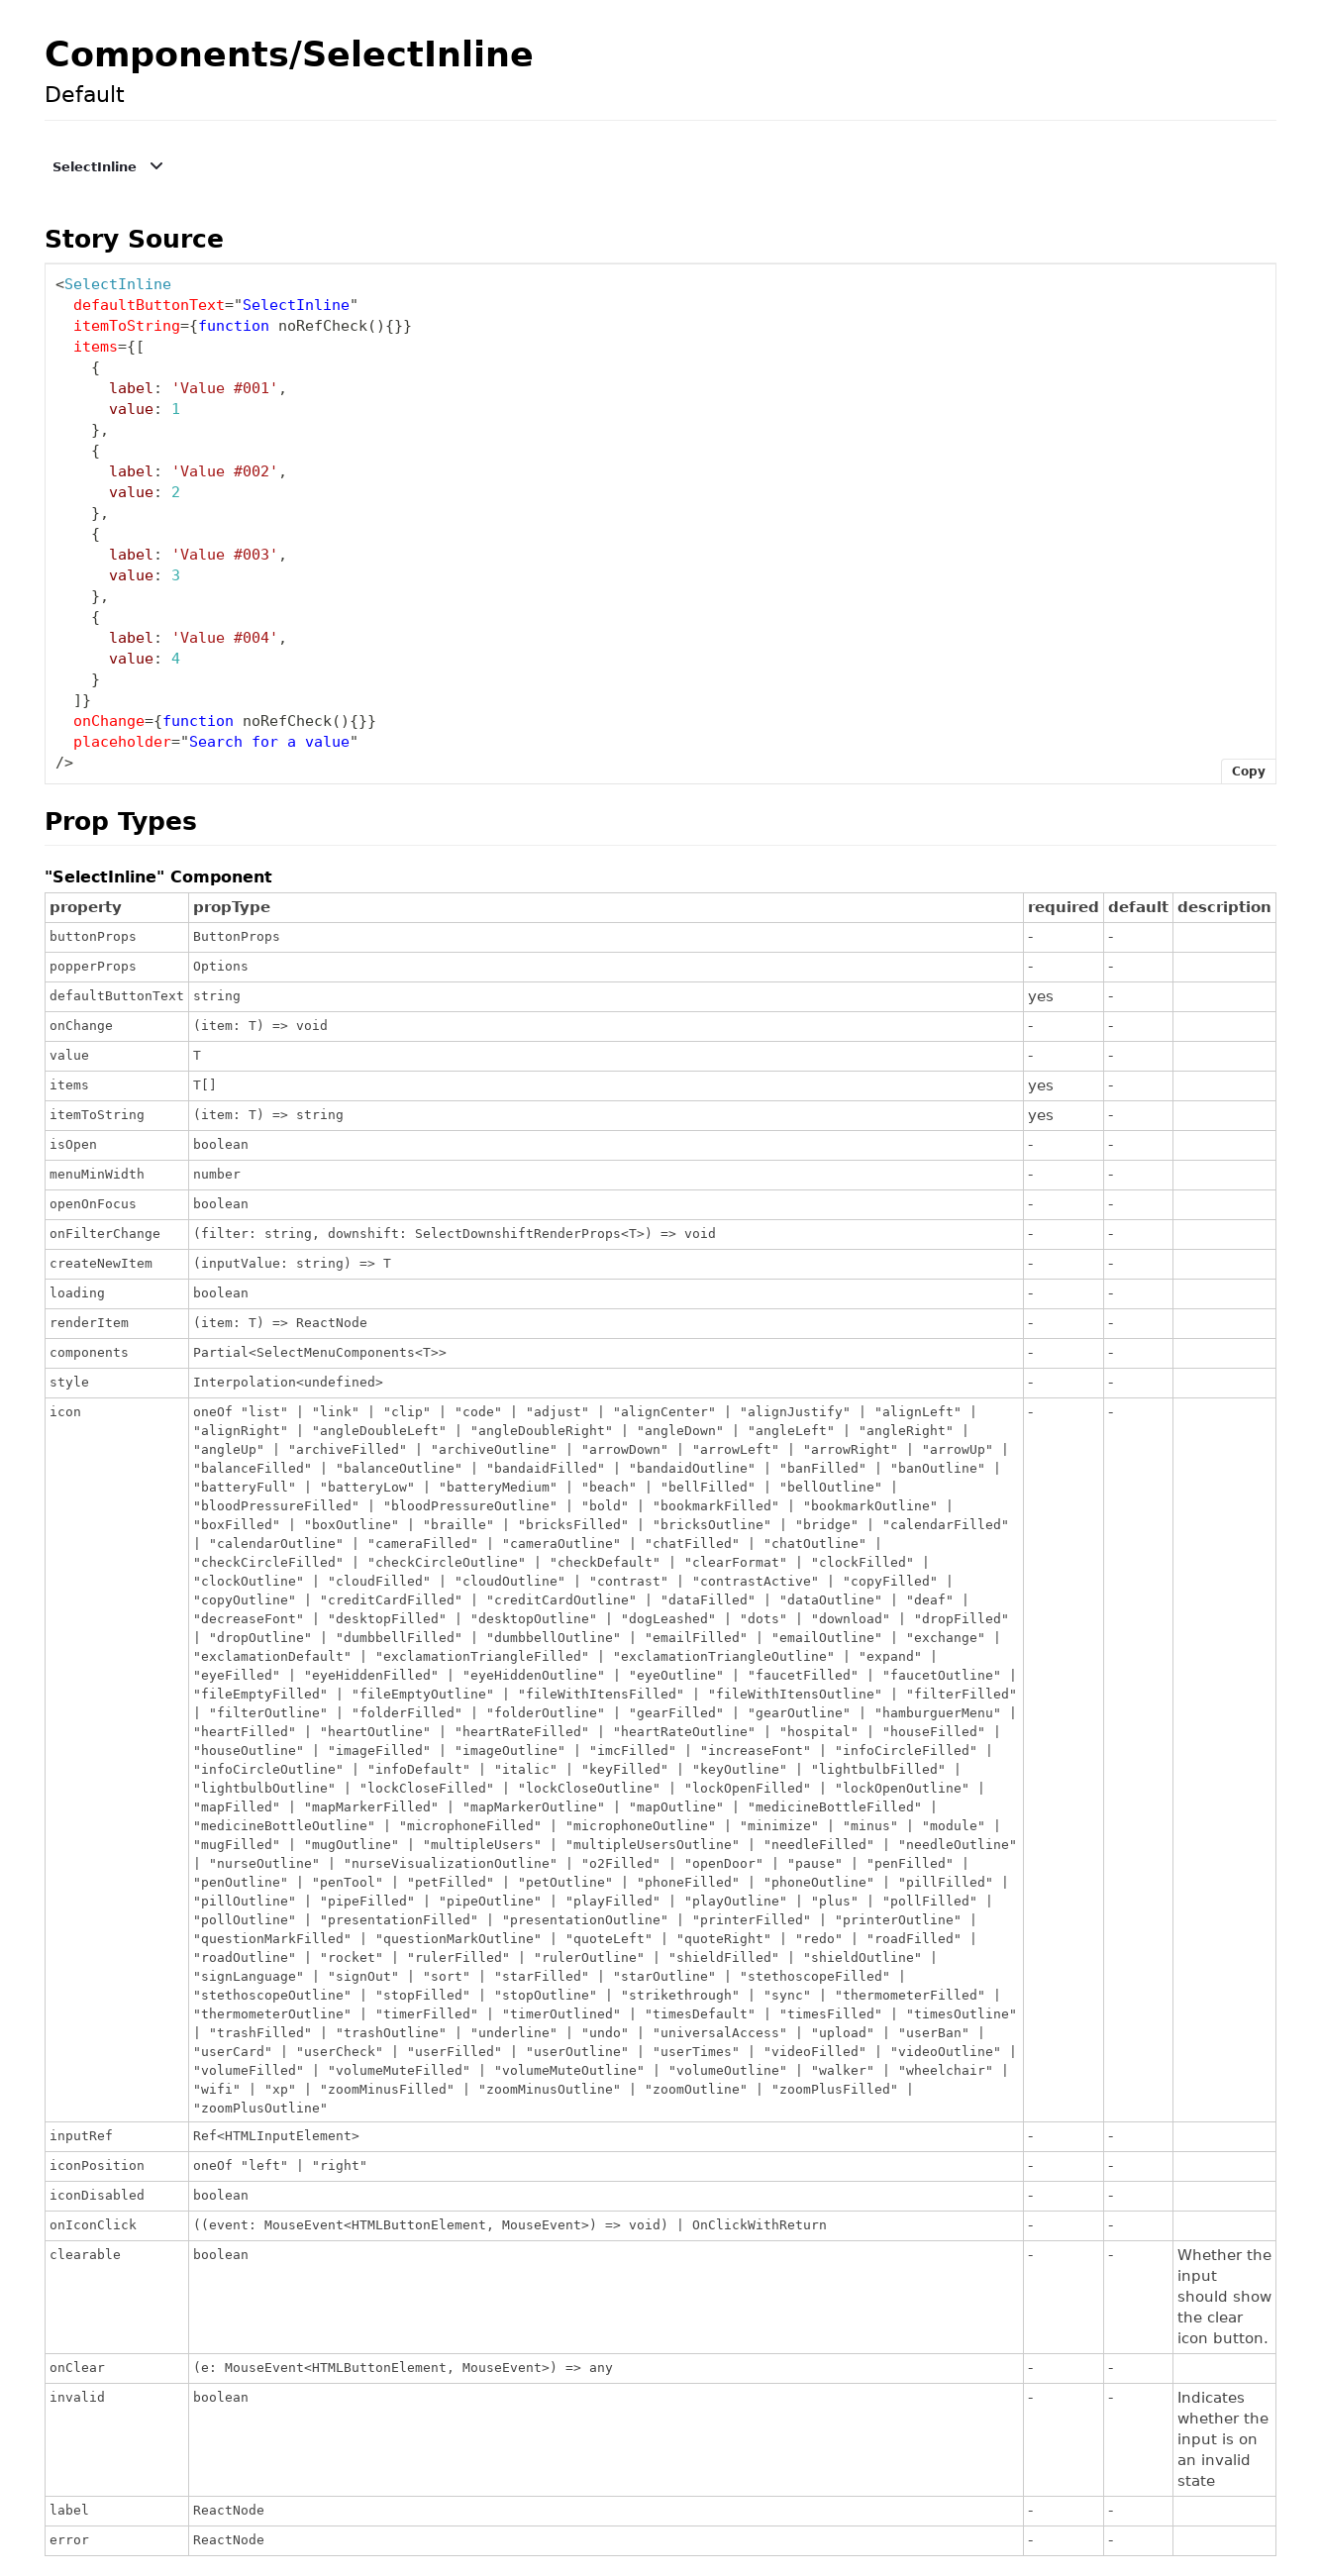 Components/SelectInline
Default
SelectInline
Story Source
<SelectInline
  defaultButtonText="SelectInline"
  itemToString={function noRefCheck(){}}
  items={[
    {
      label: 'Value #001',
      value: 1
    },
    {
      label: 'Value #002',
      value: 2
    },
    {
      label: 'Value #003',
      value: 3
    },
    {
      label: 'Value #004',
      value: 4
    }
  ]}
  onChange={function noRefCheck(){}}
  placeholder="Search for a value"
/>
Copy
Prop Types
"SelectInline" Component
property propType required default description
buttonProps ButtonProps - -
popperProps Options - -
defaultButtonText string yes -
onChange (item: T) => void - -
value T - -
items T[] yes -
itemToString (item: T) => string yes -
isOpen boolean - -
menuMinWidth number - -
openOnFocus boolean - -
onFilterChange (filter: string, downshift: SelectDownshiftRenderProps<T>) => void - -
createNewItem (inputValue: string) => T - -
loading boolean - -
renderItem (item: T) => ReactNode - -
components Partial<SelectMenuComponents<T>> - -
style Interpolation<undefined> - -
icon oneOf "list" | "link" | "clip" | "code" | "adjust" | "alignCenter" | "alignJustify" | "alignLeft" | - -
"alignRight" | "angleDoubleLeft" | "angleDoubleRight" | "angleDown" | "angleLeft" | "angleRight" |
"angleUp" | "archiveFilled" | "archiveOutline" | "arrowDown" | "arrowLeft" | "arrowRight" | "arrowUp" |
"balanceFilled" | "balanceOutline" | "bandaidFilled" | "bandaidOutline" | "banFilled" | "banOutline" |
"batteryFull" | "batteryLow" | "batteryMedium" | "beach" | "bellFilled" | "bellOutline" |
"bloodPressureFilled" | "bloodPressureOutline" | "bold" | "bookmarkFilled" | "bookmarkOutline" |
"boxFilled" | "boxOutline" | "braille" | "bricksFilled" | "bricksOutline" | "bridge" | "calendarFilled"
| "calendarOutline" | "cameraFilled" | "cameraOutline" | "chatFilled" | "chatOutline" |
"checkCircleFilled" | "checkCircleOutline" | "checkDefault" | "clearFormat" | "clockFilled" |
"clockOutline" | "cloudFilled" | "cloudOutline" | "contrast" | "contrastActive" | "copyFilled" |
"copyOutline" | "creditCardFilled" | "creditCardOutline" | "dataFilled" | "dataOutline" | "deaf" |
"decreaseFont" | "desktopFilled" | "desktopOutline" | "dogLeashed" | "dots" | "download" | "dropFilled"
| "dropOutline" | "dumbbellFilled" | "dumbbellOutline" | "emailFilled" | "emailOutline" | "exchange" |
"exclamationDefault" | "exclamationTriangleFilled" | "exclamationTriangleOutline" | "expand" |
"eyeFilled" | "eyeHiddenFilled" | "eyeHiddenOutline" | "eyeOutline" | "faucetFilled" | "faucetOutline" |
"fileEmptyFilled" | "fileEmptyOutline" | "fileWithItensFilled" | "fileWithItensOutline" | "filterFilled"
| "filterOutline" | "folderFilled" | "folderOutline" | "gearFilled" | "gearOutline" | "hamburguerMenu" |
"heartFilled" | "heartOutline" | "heartRateFilled" | "heartRateOutline" | "hospital" | "houseFilled" |
"houseOutline" | "imageFilled" | "imageOutline" | "imcFilled" | "increaseFont" | "infoCircleFilled" |
"infoCircleOutline" | "infoDefault" | "italic" | "keyFilled" | "keyOutline" | "lightbulbFilled" |
"lightbulbOutline" | "lockCloseFilled" | "lockCloseOutline" | "lockOpenFilled" | "lockOpenOutline" |
"mapFilled" | "mapMarkerFilled" | "mapMarkerOutline" | "mapOutline" | "medicineBottleFilled" |
"medicineBottleOutline" | "microphoneFilled" | "microphoneOutline" | "minimize" | "minus" | "module" |
"mugFilled" | "mugOutline" | "multipleUsers" | "multipleUsersOutline" | "needleFilled" | "needleOutline"
| "nurseOutline" | "nurseVisualizationOutline" | "o2Filled" | "openDoor" | "pause" | "penFilled" |
"penOutline" | "penTool" | "petFilled" | "petOutline" | "phoneFilled" | "phoneOutline" | "pillFilled" |
"pillOutline" | "pipeFilled" | "pipeOutline" | "playFilled" | "playOutline" | "plus" | "pollFilled" |
"pollOutline" | "presentationFilled" | "presentationOutline" | "printerFilled" | "printerOutline" |
"questionMarkFilled" | "questionMarkOutline" | "quoteLeft" | "quoteRight" | "redo" | "roadFilled" |
"roadOutline" | "rocket" | "rulerFilled" | "rulerOutline" | "shieldFilled" | "shieldOutline" |
"signLanguage" | "signOut" | "sort" | "starFilled" | "starOutline" | "stethoscopeFilled" |
"stethoscopeOutline" | "stopFilled" | "stopOutline" | "strikethrough" | "sync" | "thermometerFilled" |
"thermometerOutline" | "timerFilled" | "timerOutlined" | "timesDefault" | "timesFilled" | "timesOutline"
| "trashFilled" | "trashOutline" | "underline" | "undo" | "universalAccess" | "upload" | "userBan" |
"userCard" | "userCheck" | "userFilled" | "userOutline" | "userTimes" | "videoFilled" | "videoOutline" |
"volumeFilled" | "volumeMuteFilled" | "volumeMuteOutline" | "volumeOutline" | "walker" | "wheelchair" |
"wifi" | "xp" | "zoomMinusFilled" | "zoomMinusOutline" | "zoomOutline" | "zoomPlusFilled" |
"zoomPlusOutline"
inputRef Ref<HTMLInputElement> - -
iconPosition oneOf "left" | "right" - -
iconDisabled boolean - -
onIconClick ((event: MouseEvent<HTMLButtonElement, MouseEvent>) => void) | OnClickWithReturn - -
clearable boolean - - Whether the
input
should show
the clear
icon button.
onClear (e: MouseEvent<HTMLButtonElement, MouseEvent>) => any - -
invalid boolean - - Indicates
whether the
input is on
an invalid
state
label ReactNode - -
error ReactNode - -